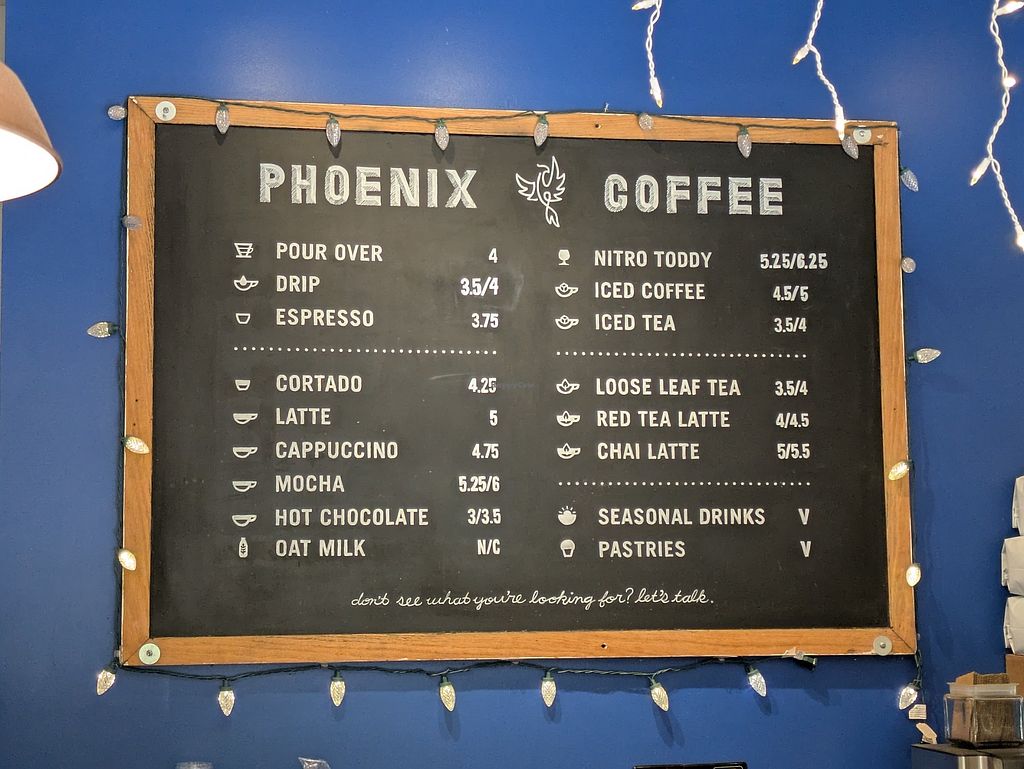 PHOENIX COFFEE
POUR OVER 4
DRIP 3.5/4
ESPRESSO 3.75
CORTADO 4.25
LATTE 5
CAPPUCCINO 4.75
MOCHA 5.25/6
HOT CHOCOLATE 3/3.5
OAT MILK N/C
NITRO TODDY 5.25/6.25
ICED COFFEE 4.5/5
ICED TEA 3.5/4
LOOSE LEAF TEA 3.5/4
RED TEA LATTE 4/4.5
CHAI LATTE 5/5.5
SEASONAL DRINKS V
PASTRIES V
don't see what you're looking for? let's talk.